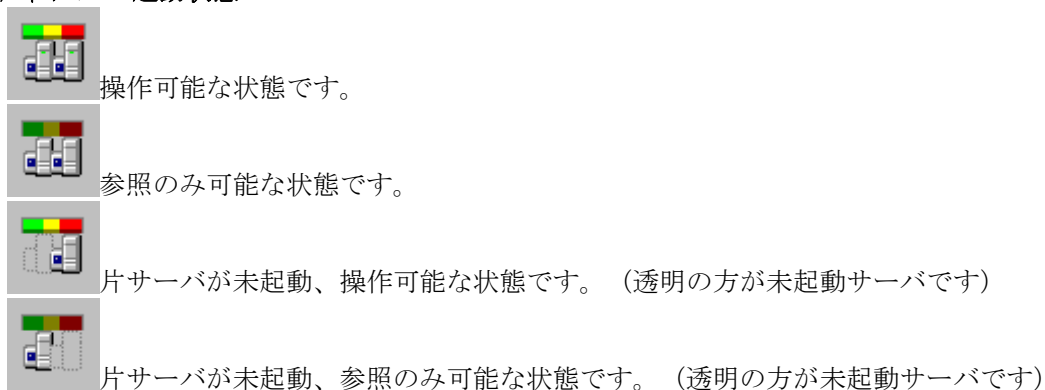 操作可能な状態です。
参照のみ可能な状態です。
片サーバが未起動、操作可能な状態です。（透明の方が未起動サーバです）
片サーバが未起動、参照のみ可能な状態です。（透明の方が未起動サーバです）